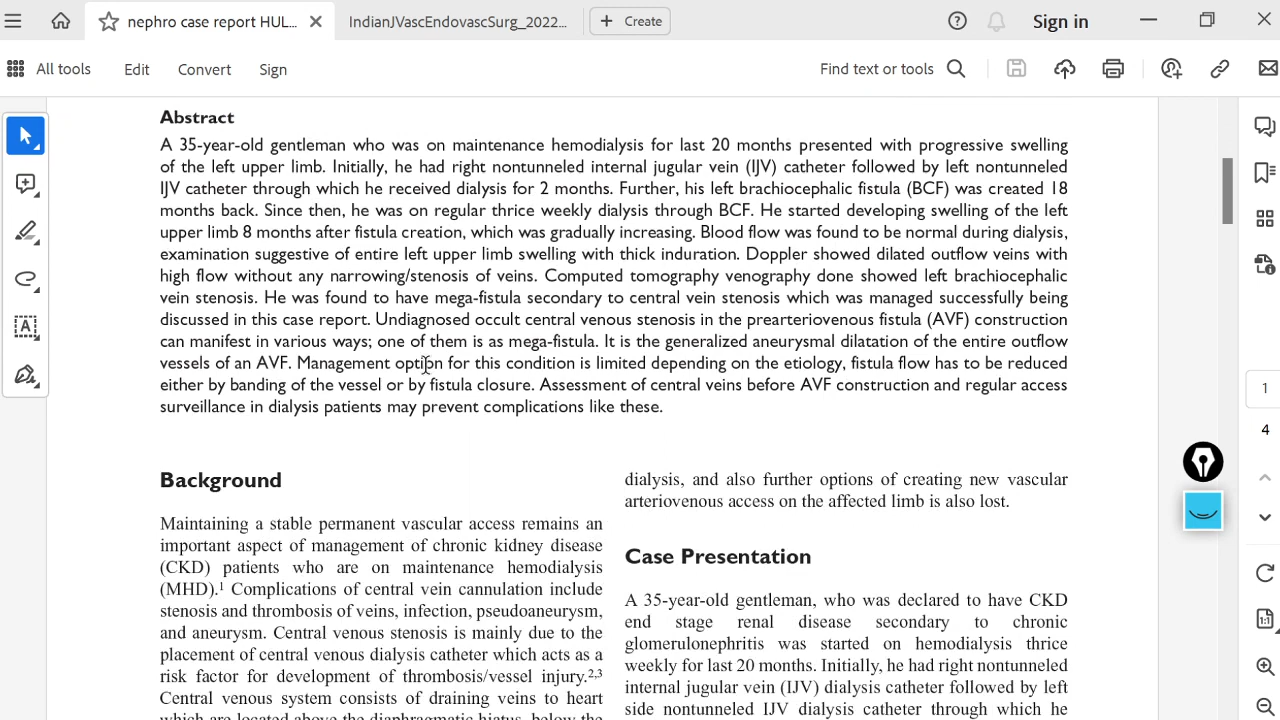 nephro case report HUL...
IndianJVascEndovascSurg_2022...
+ Create
Sign in
All tools
Edit
Convert
Sign
Find text or tools
Abstract
A 35-year-old gentleman who was on maintenance hemodialysis for last 20 months presented with progressive swelling
of the left upper limb. Initially, he had right nontunneled internal jugular vein (IJV) catheter followed by left nontunneled
IJV catheter through which he received dialysis for 2 months. Further, his left brachiocephalic fistula (BCF) was created 18
months back. Since then, he was on regular thrice weekly dialysis through BCF. He started developing swelling of the left
upper limb 8 months after fistula creation, which was gradually increasing. Blood flow was found to be normal during dialysis,
examination suggestive of entire left upper limb swelling with thick induration. Doppler showed dilated outflow veins with
high flow without any narrowing/stenosis of veins. Computed tomography venography done showed left brachiocephalic
vein stenosis. He was found to have mega-fistula secondary to central vein stenosis which was managed successfully being
discussed in this case report. Undiagnosed occult central venous stenosis in the prearteriovenous fistula (AVF) construction
can manifest in various ways; one of them is as mega-fistula. It is the generalized aneurysmal dilatation of the entire outflow
vessels of an AVF. Management option for this condition is limited depending on the etiology, fistula flow has to be reduced
either by banding of the vessel or by fistula closure. Assessment of central veins before AVF construction and regular access
surveillance in dialysis patients may prevent complications like these.
Background
Maintaining a stable permanent vascular access remains an
important aspect of management of chronic kidney disease
(CKD) patients who are on maintenance hemodialysis
(MHD).1 Complications of central vein cannulation include
stenosis and thrombosis of veins, infection, pseudoaneurysm,
and aneurysm. Central venous stenosis is mainly due to the
placement of central venous dialysis catheter which acts as a
risk factor for development of thrombosis/vessel injury.2,3
Central venous system consists of draining veins to heart
which are located above the diaphragmatic hiatus, below the
dialysis, and also further options of creating new vascular
arteriovenous access on the affected limb is also lost.
Case Presentation
A 35-year-old gentleman, who was declared to have CKD
end stage renal disease secondary to chronic
glomerulonephritis was started on hemodialysis thrice
weekly for last 20 months. Initially, he had right nontunneled
internal jugular vein (IJV) dialysis catheter followed by left
side nontunneled IJV dialysis catheter through which he
1
4